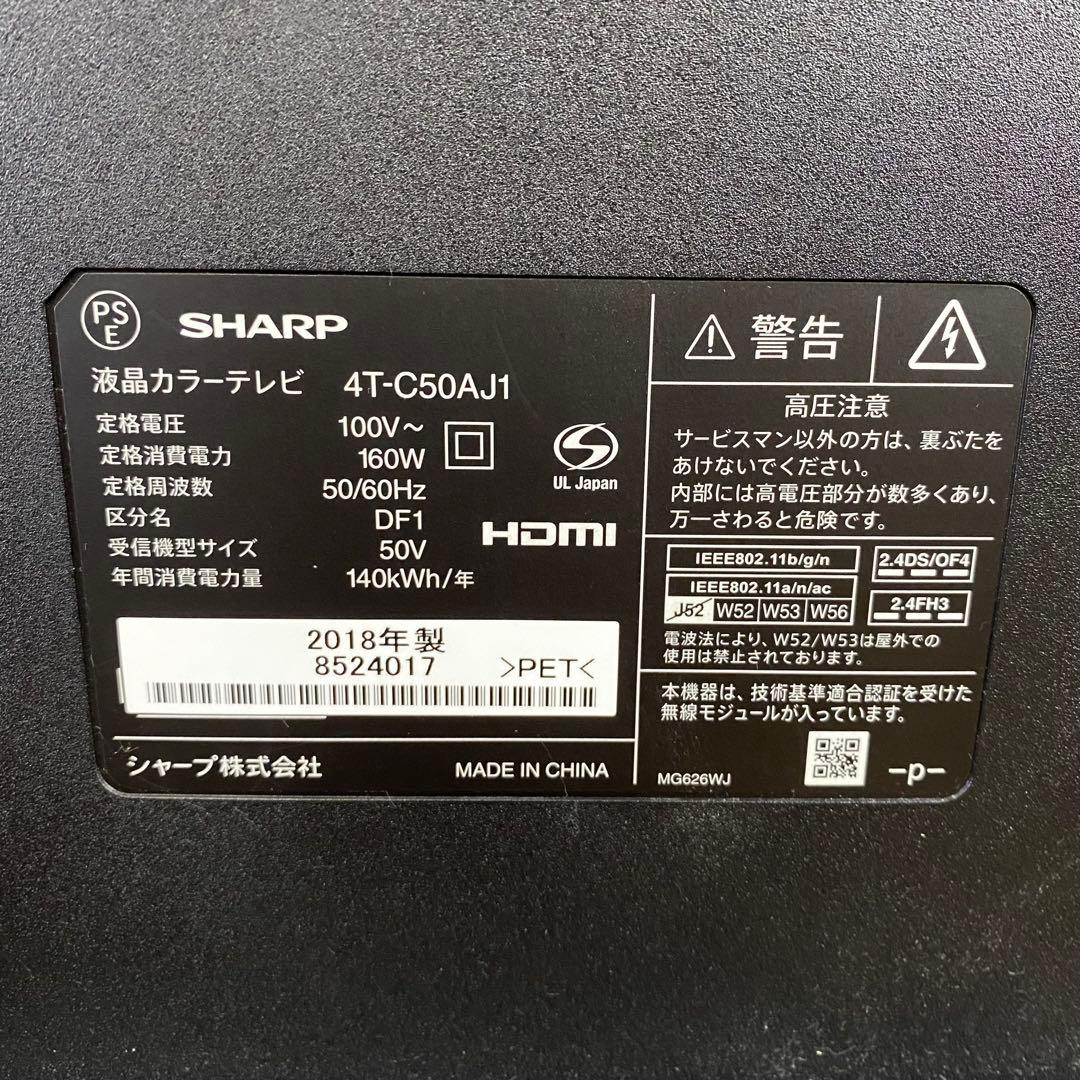 PS
E
SHARP
液晶カラーテレビ 4T-C50AJ1
定格電圧 100V～
定格消費電力 160W
定格周波数 50/60Hz
区分名 DF1
受信機型サイズ 50V
年間消費電力量 140kWh/年
UL Japan
HDMI
2018年製
8524017 >PET<
シャープ株式会社 MADE IN CHINA
警告
高圧注意
サービスマン以外の方は、裏ぶたを
あけないでください。
内部には高電圧部分が数多くあり、
万一さわると危険です。
IEEE802.11b/g/n
IEEE802.11a/n/ac
J52 W52 W53 W56
2.4DS/OF4
2.4FH3
電波法により、W52/W53は屋外での
使用は禁止されております。
本機器は、技術基準適合認証を受けた
無線モジュールが入っています。
MG626WJ -p-